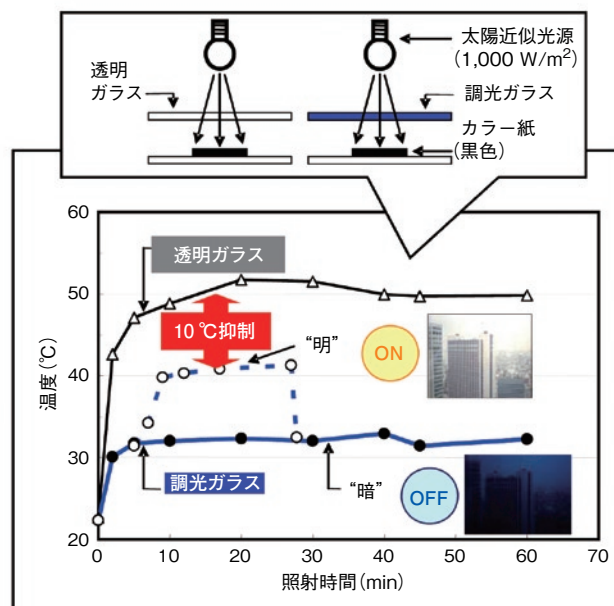 太陽近似光源
(1,000 W/m²)
透明
ガラス
調光ガラス
カラー紙
(黒色)
60
50
40
30
20
温度(℃)
透明ガラス
10 ℃抑制
“明”
ON
調光ガラス
“暗”
OFF
0
10
20
30
40
50
60
70
照射時間(min)